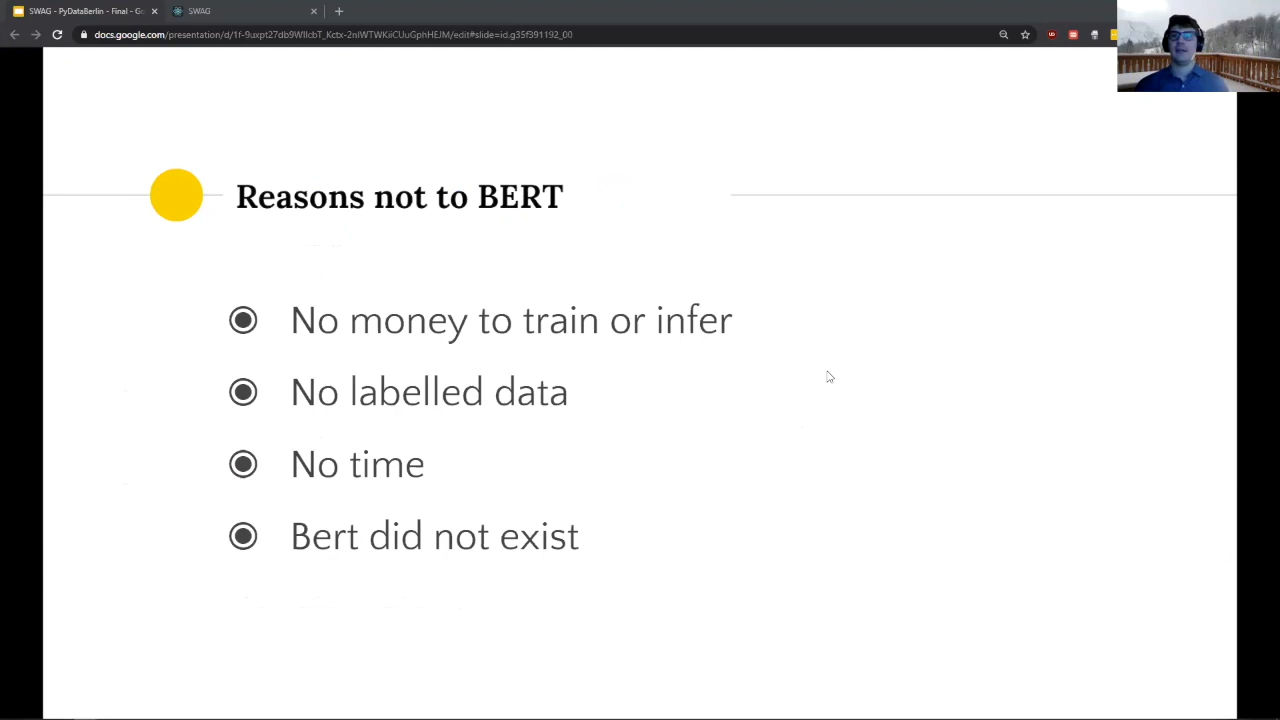 SWAG - PyDataBerlin - Final - Go
SWAG
Reasons not to BERT
No money to train or infer
No labelled data
No time
Bert did not exist